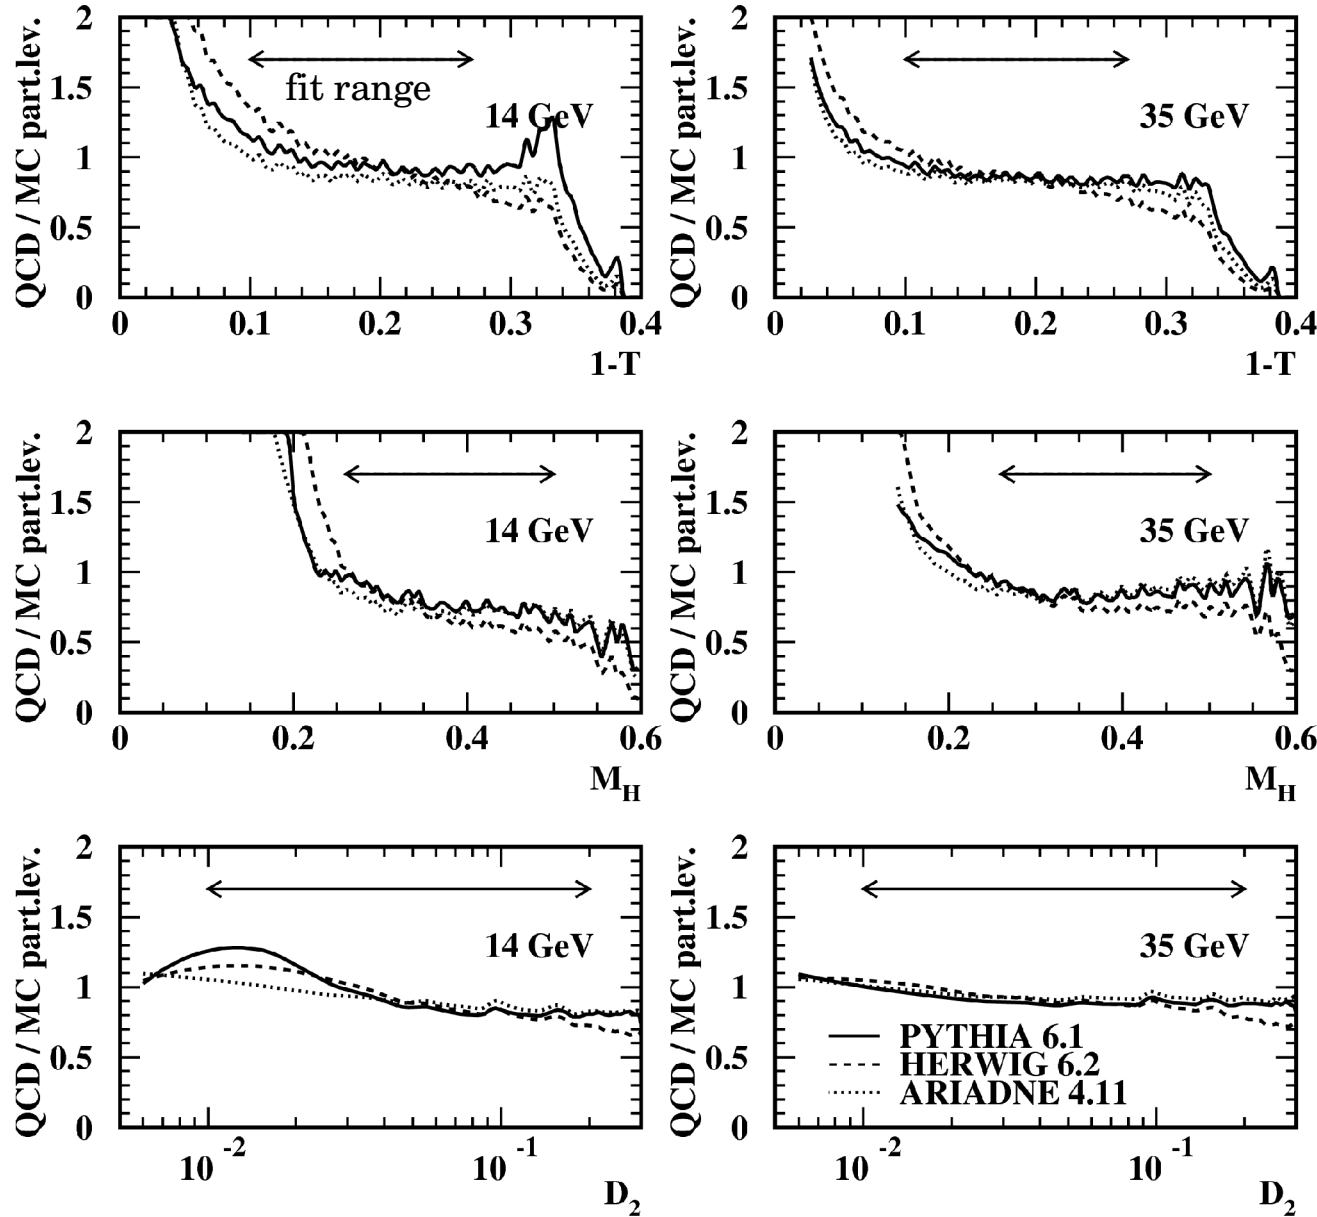 QCD / MC part.lev.
2
1.5
1
0.5
0
fit range
14 GeV
0 0.1 0.2 0.3 0.4
1-T
QCD / MC part.lev.
2
1.5
1
0.5
0
35 GeV
0 0.1 0.2 0.3 0.4
1-T
QCD / MC part.lev.
2
1.5
1
0.5
0
14 GeV
0 0.2 0.4 0.6
M_H
QCD / MC part.lev.
2
1.5
1
0.5
0
35 GeV
0 0.2 0.4 0.6
M_H
QCD / MC part.lev.
2
1.5
1
0.5
0
14 GeV
10^-2 10^-1
D_2
QCD / MC part.lev.
2
1.5
1
0.5
0
35 GeV
PYTHIA 6.1
HERWIG 6.2
ARIADNE 4.11
10^-2 10^-1
D_2